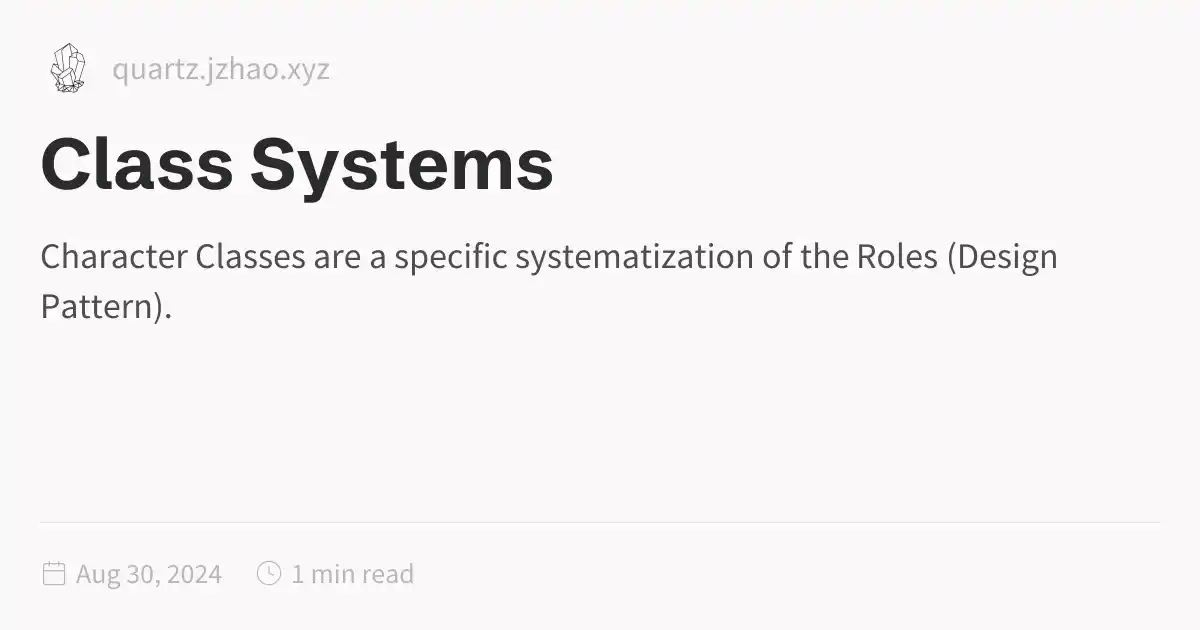 quartz.jzhao.xyz
Class Systems
Character Classes are a specific systematization of the Roles (Design
Pattern).
Aug 30, 2024 1 min read